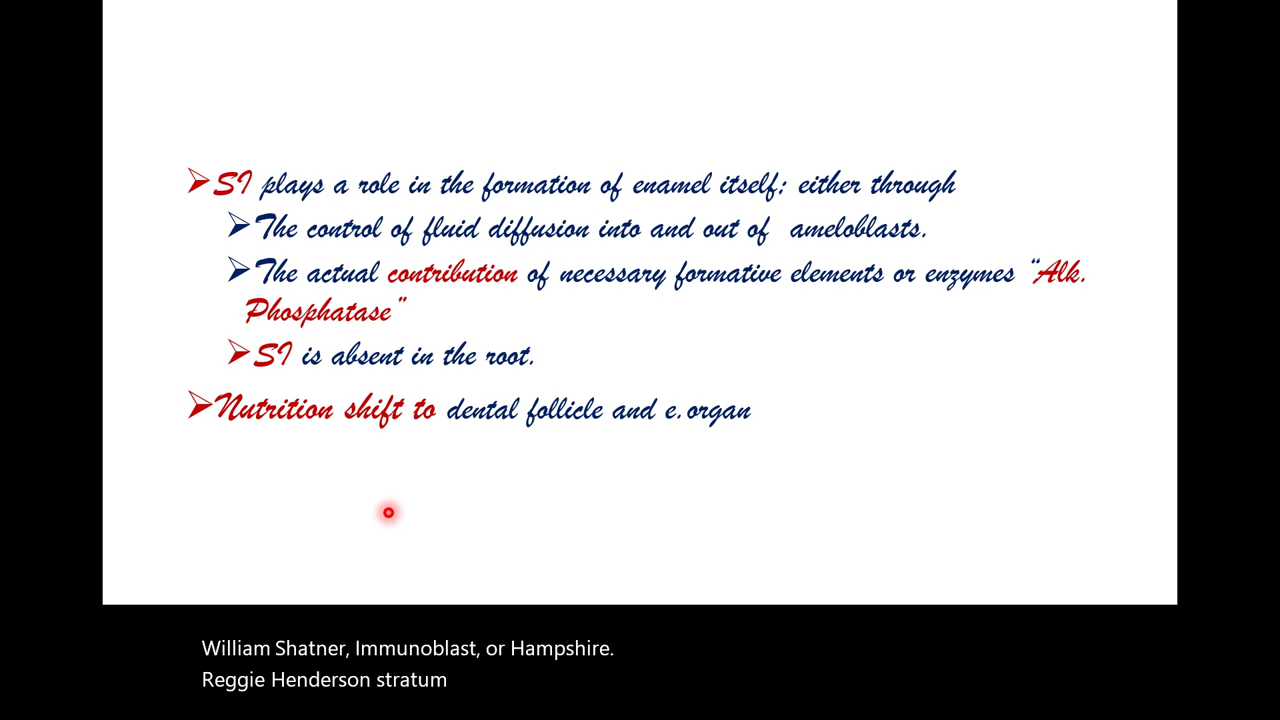 ➢SI plays a role in the formation of enamel itself; either through
➢The control of fluid diffusion into and out of ameloblasts.
➢The actual contribution of necessary formative elements or enzymes “Alk.
Phosphatase”
➢SI is absent in the root.
➢Nutrition shift to dental follicle and e.organ
William Shatner, Immunoblast, or Hampshire.
Reggie Henderson stratum